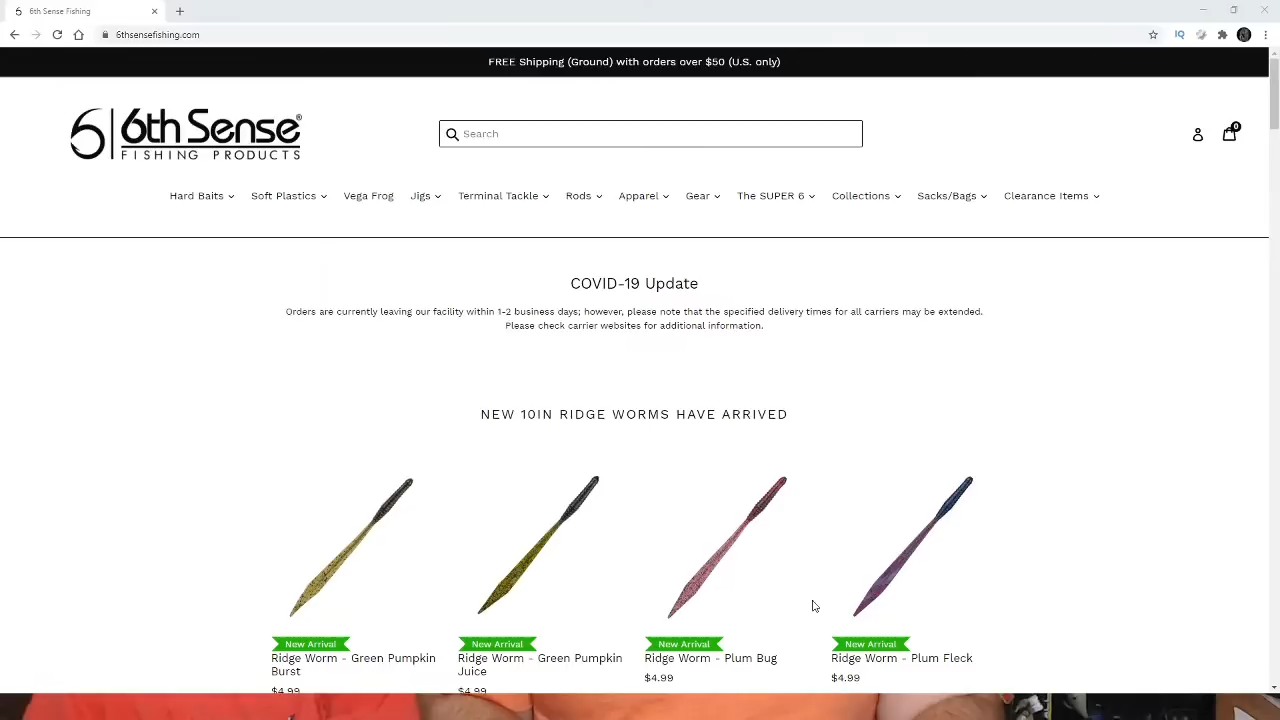 6th Sense Fishing
6thsensefishing.com
IQ
FREE Shipping (Ground) with orders over $50 (U.S. only)
6 6th Sense®
FISHING PRODUCTS
Search
0
Hard Baits Soft Plastics Vega Frog Jigs Terminal Tackle Rods Apparel Gear The SUPER 6 Collections Sacks/Bags Clearance Items
COVID-19 Update
Orders are currently leaving our facility within 1-2 business days; however, please note that the specified delivery times for all carriers may be extended.
Please check carrier websites for additional information.
NEW 10IN RIDGE WORMS HAVE ARRIVED
New Arrival
Ridge Worm - Green Pumpkin
Burst
$4.99
New Arrival
Ridge Worm - Green Pumpkin
Juice
$4.99
New Arrival
Ridge Worm - Plum Bug
$4.99
New Arrival
Ridge Worm - Plum Fleck
$4.99